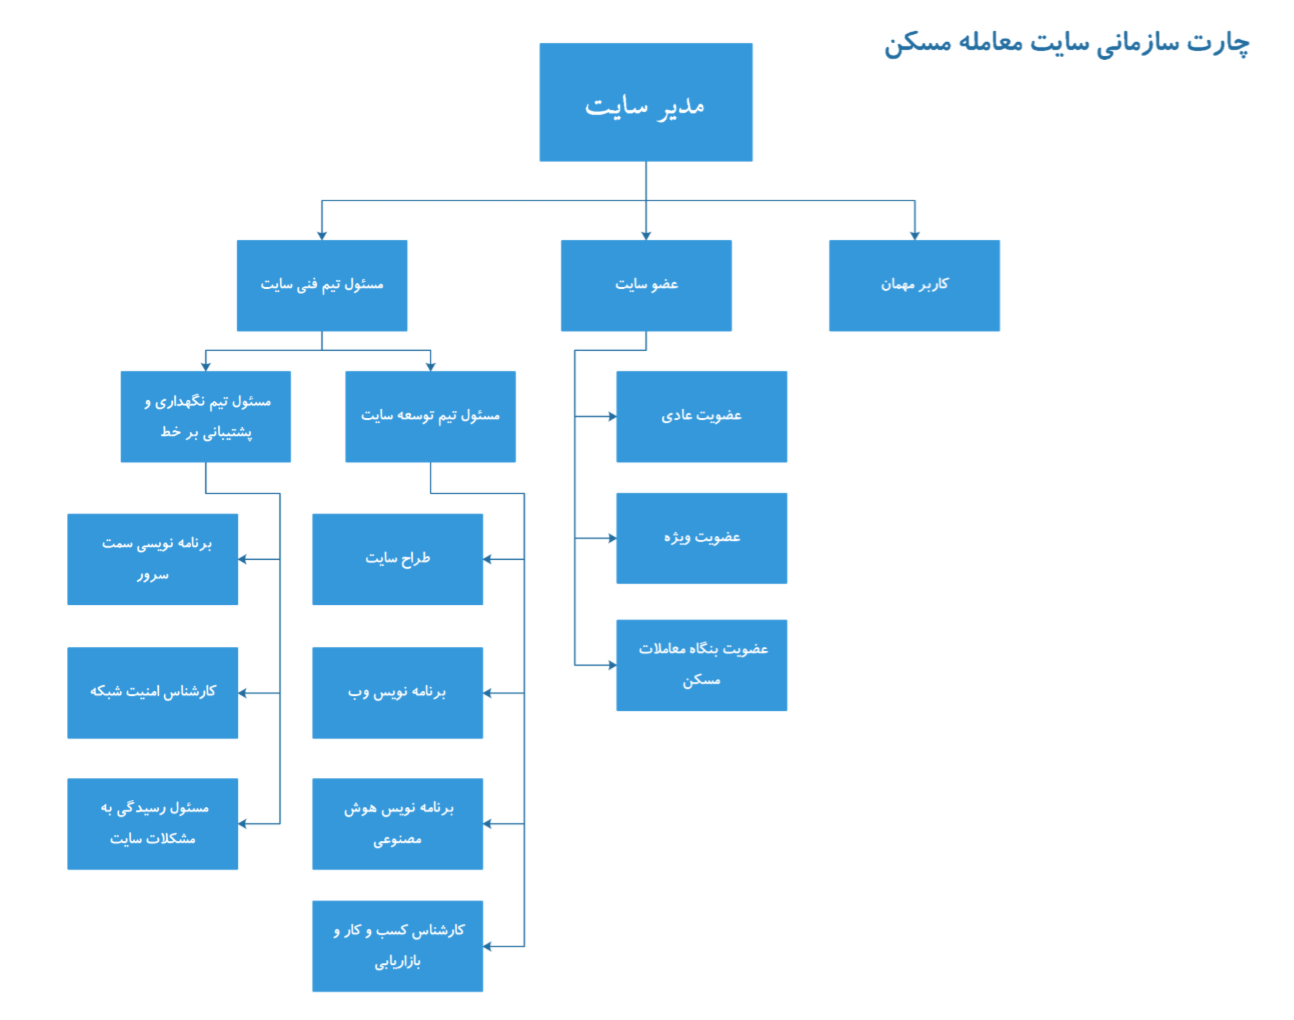 چارت سازمانی سایت معامله مسکن
مدیر سایت
کاربر مهمان
عضو سایت
مسئول تیم فنی سایت
عضویت عادی
عضویت ویژه
عضویت بنگاه معاملات
مسکن
مسئول تیم توسعه سایت
طراح سایت
برنامه نویس وب
برنامه نویس هوش
مصنوعی
کارشناس کسب و کار و
بازاریابی
مسئول تیم نگهداری و
پشتیبانی بر خط
برنامه نویسی سمت
سرور
کارشناس امنیت شبکه
مسئول رسیدگی به
مشکلات سایت